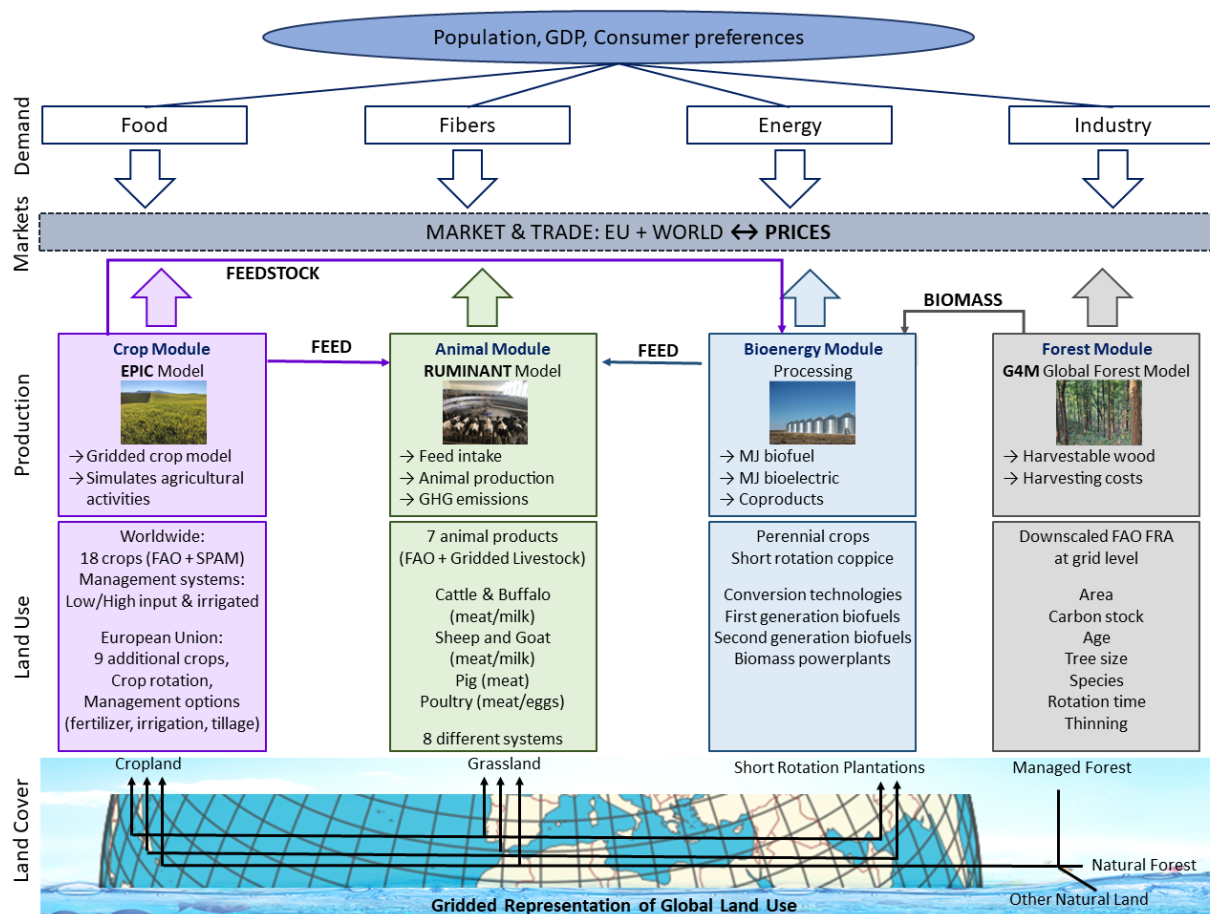 Population, GDP, Consumer preferences
Demand
Food
Fibers
Energy
Industry
Markets
MARKET & TRADE: EU + WORLD ↔ PRICES
FEEDSTOCK
BIOMASS
FEED
FEED
Production
Crop Module
EPIC Model
→ Gridded crop model
→ Simulates agricultural
activities
Animal Module
RUMINANT Model
→ Feed intake
→ Animal production
→ GHG emissions
Bioenergy Module
Processing
→ MJ biofuel
→ MJ bioelectric
→ Coproducts
Forest Module
G4M Global Forest Model
→ Harvestable wood
→ Harvesting costs
Land Use
Worldwide:
18 crops (FAO + SPAM)
Management systems:
Low/High input & irrigated
European Union:
9 additional crops,
Crop rotation,
Management options
(fertilizer, irrigation, tillage)
7 animal products
(FAO + Gridded Livestock)
Cattle & Buffalo
(meat/milk)
Sheep and Goat
(meat/milk)
Pig (meat)
Poultry (meat/eggs)
8 different systems
Perennial crops
Short rotation coppice
Conversion technologies
First generation biofuels
Second generation biofuels
Biomass powerplants
Downscaled FAO FRA
at grid level
Area
Carbon stock
Age
Tree size
Species
Rotation time
Thinning
Land Cover
Cropland
Grassland
Short Rotation Plantations
Managed Forest
Natural Forest
Other Natural Land
Gridded Representation of Global Land Use